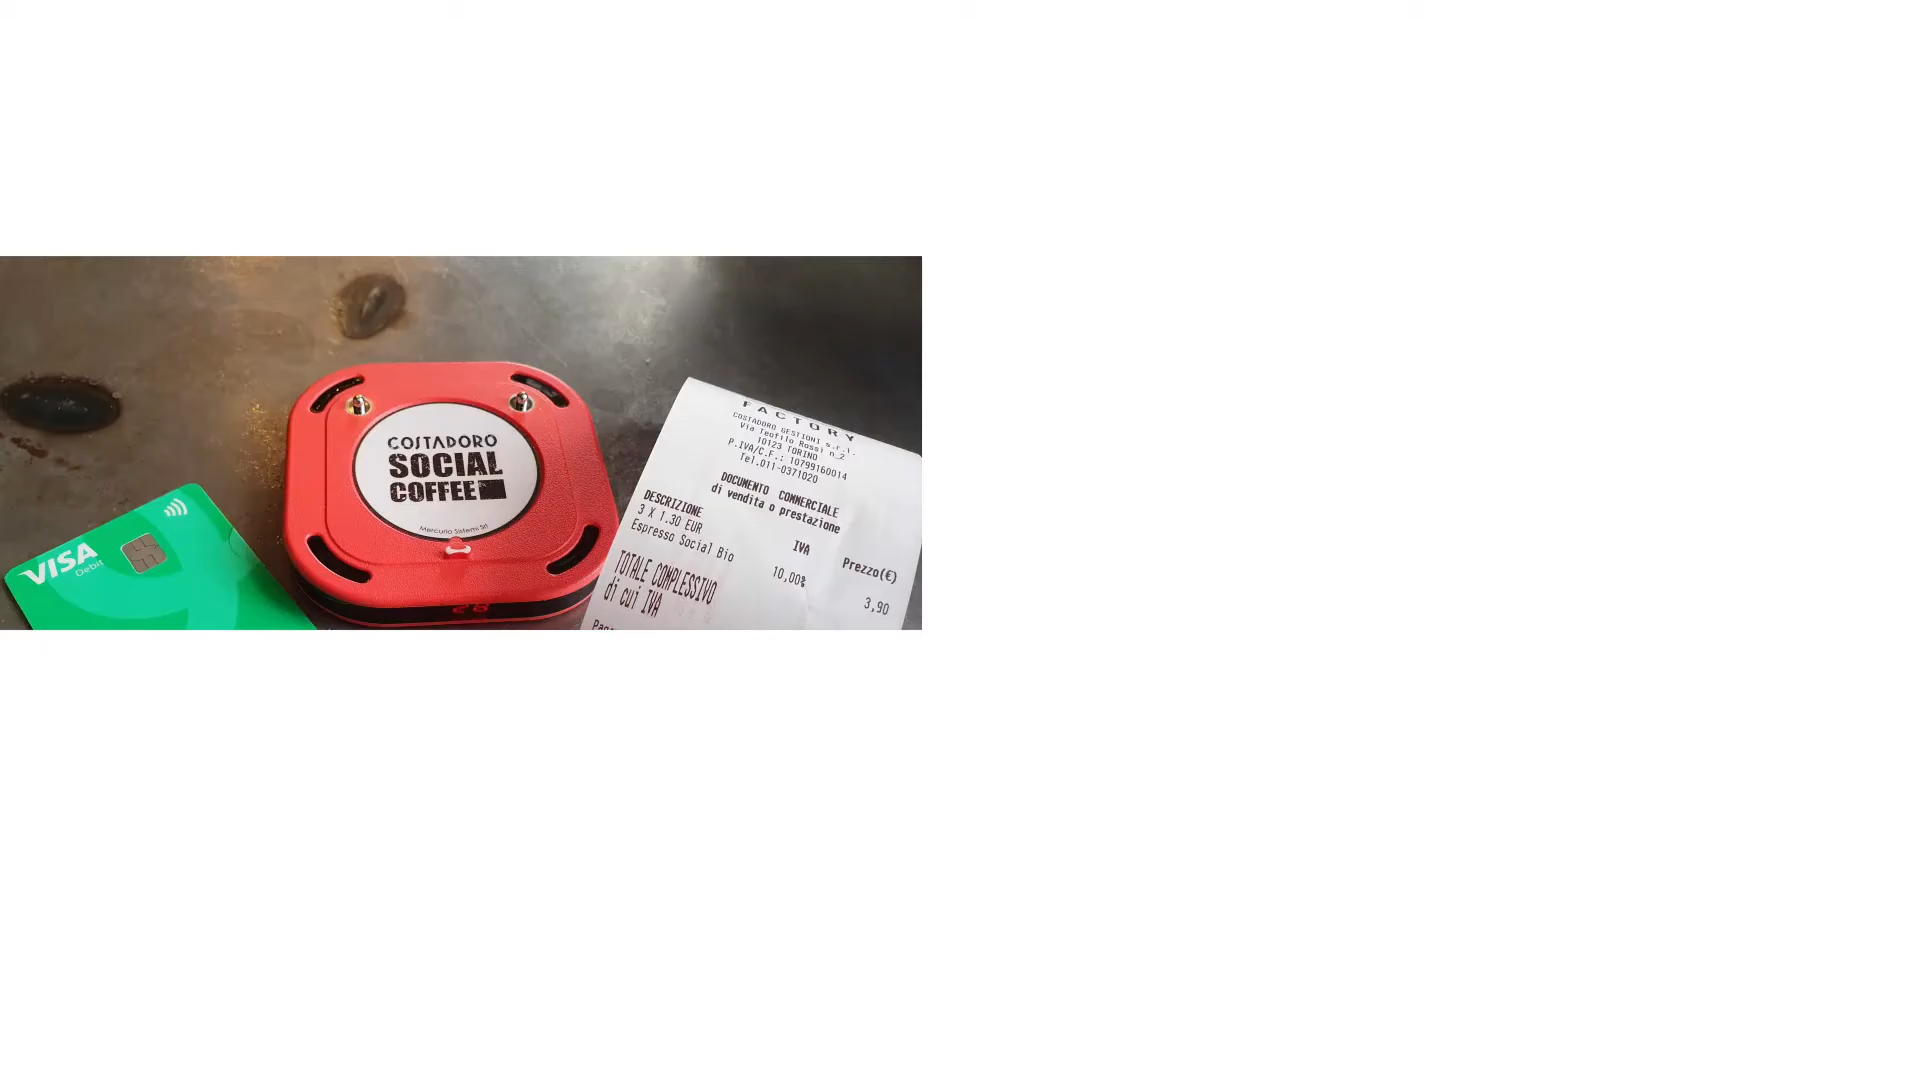 VISA
Debit
COSTADORO
SOCIAL
COFFEE
Mercurio Sistemi Srl
FACTORY
COSTADORO GESTIONI s.r.l.
Via Teofilo Rossi n.2
10123 TORINO
P.IVA/C.F.: 10799160014
Tel.011-0371020
DOCUMENTO COMMERCIALE
di vendita o prestazione
DESCRIZIONE IVA Prezzo(€)
3 X 1.30 EUR
Espresso Social Bio 10,00% 3,90
TOTALE COMPLESSIVO
di cui IVA